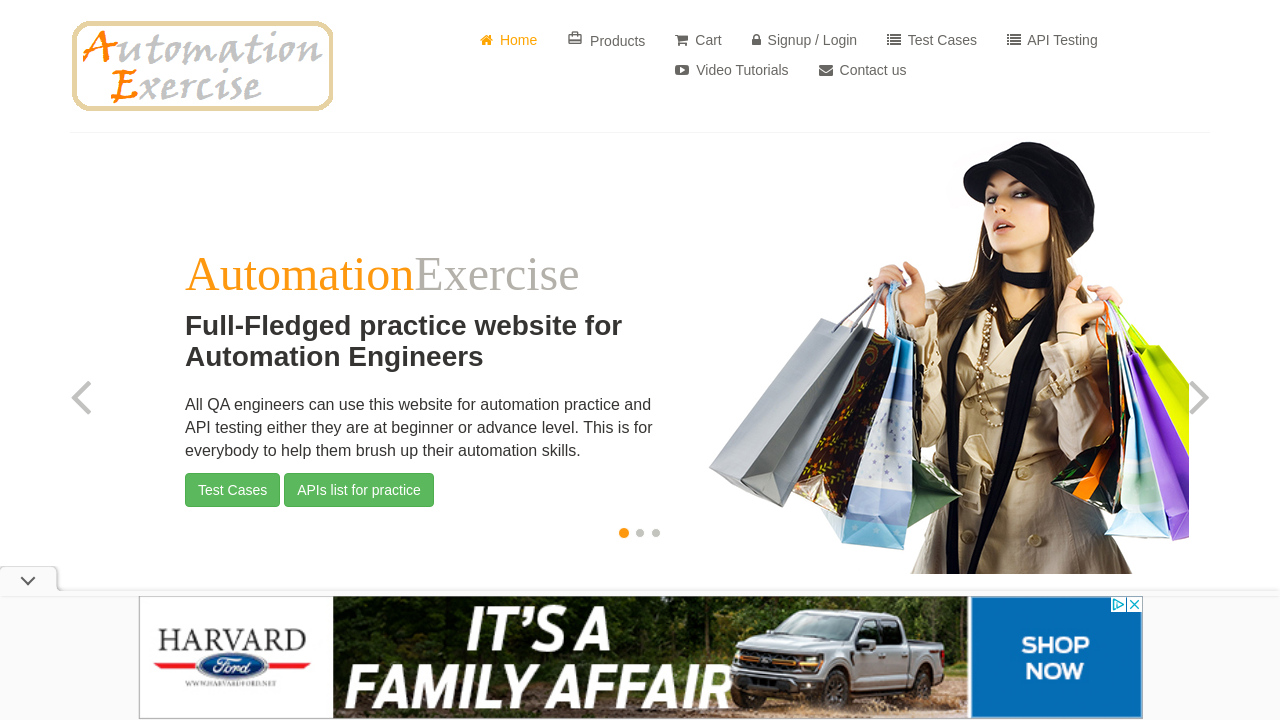 Automation
Exercise
Home Products Cart Signup / Login Test Cases API Testing
Video Tutorials Contact us
AutomationExercise
Full-Fledged practice website for
Automation Engineers
All QA engineers can use this website for automation practice and
API testing either they are at beginner or advance level. This is for
everybody to help them brush up their automation skills.
Test Cases APIs list for practice
HARVARD
Ford
WWW.HARVARDFORD.NET
IT'S A
FAMILY AFFAIR
SHOP
NOW